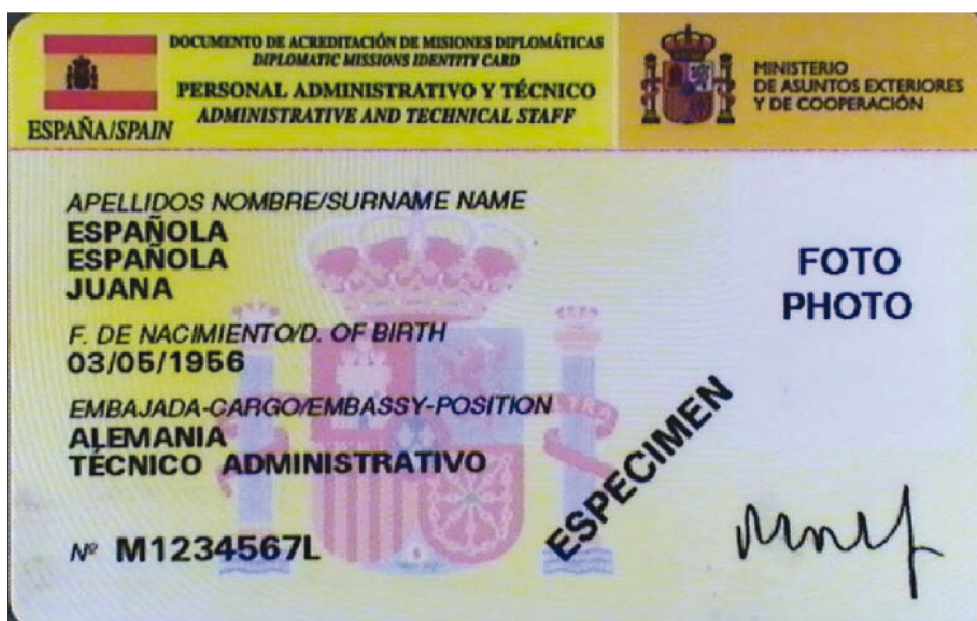 ESPAÑA/SPAIN
DOCUMENTO DE ACREDITACIÓN DE MISIONES DIPLOMÁTICAS
DIPLOMATIC MISSIONS IDENTITY CARD
PERSONAL ADMINISTRATIVO Y TÉCNICO
ADMINISTRATIVE AND TECHNICAL STAFF
MINISTERIO
DE ASUNTOS EXTERIORES
Y DE COOPERACIÓN
APELLIDOS NOMBRE/SURNAME NAME
ESPAÑOLA
ESPAÑOLA
JUANA
F. DE NACIMIENTO/D. OF BIRTH
03/05/1956
EMBAJADA-CARGO/EMBASSY-POSITION
ALEMANIA
TÉCNICO ADMINISTRATIVO
Nº M1234567L
FOTO
PHOTO
ESPECIMEN